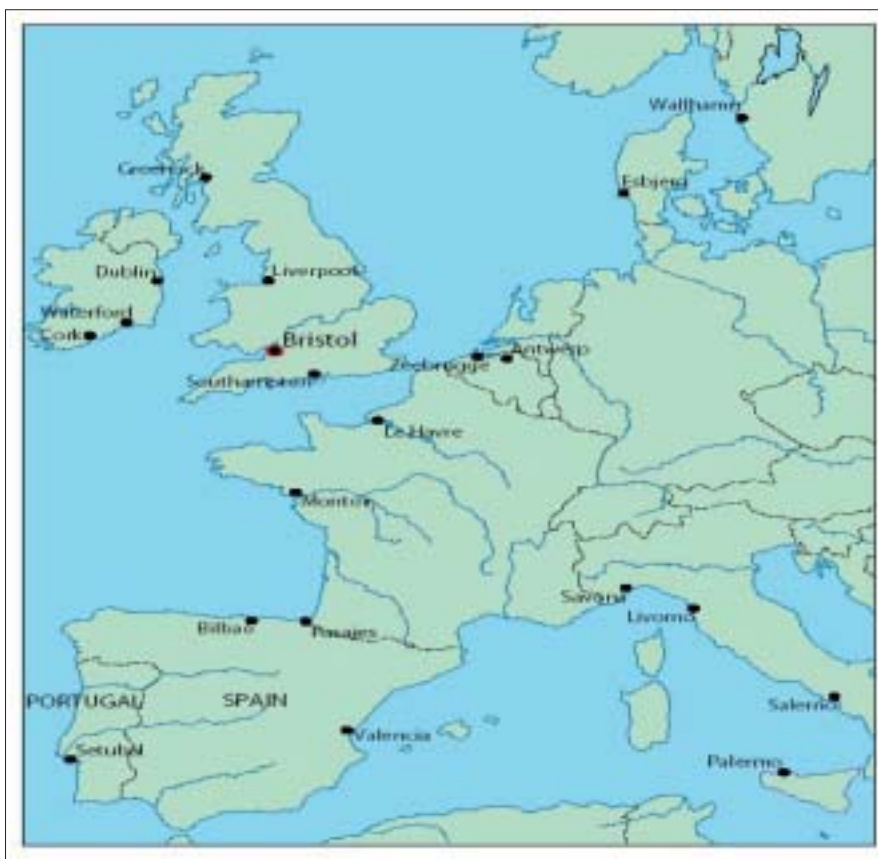 Wallhamn
Greenock
Esbjerg
Dublin
Liverpool
Waterford
Cork
Bristol
Zeebrugge
Antwerp
Southampton
Le Havre
Montoir
Savona
Livorno
Bilbao
Pasajes
PORTUGAL
SPAIN
Salerno
Setubal
Valencia
Palermo